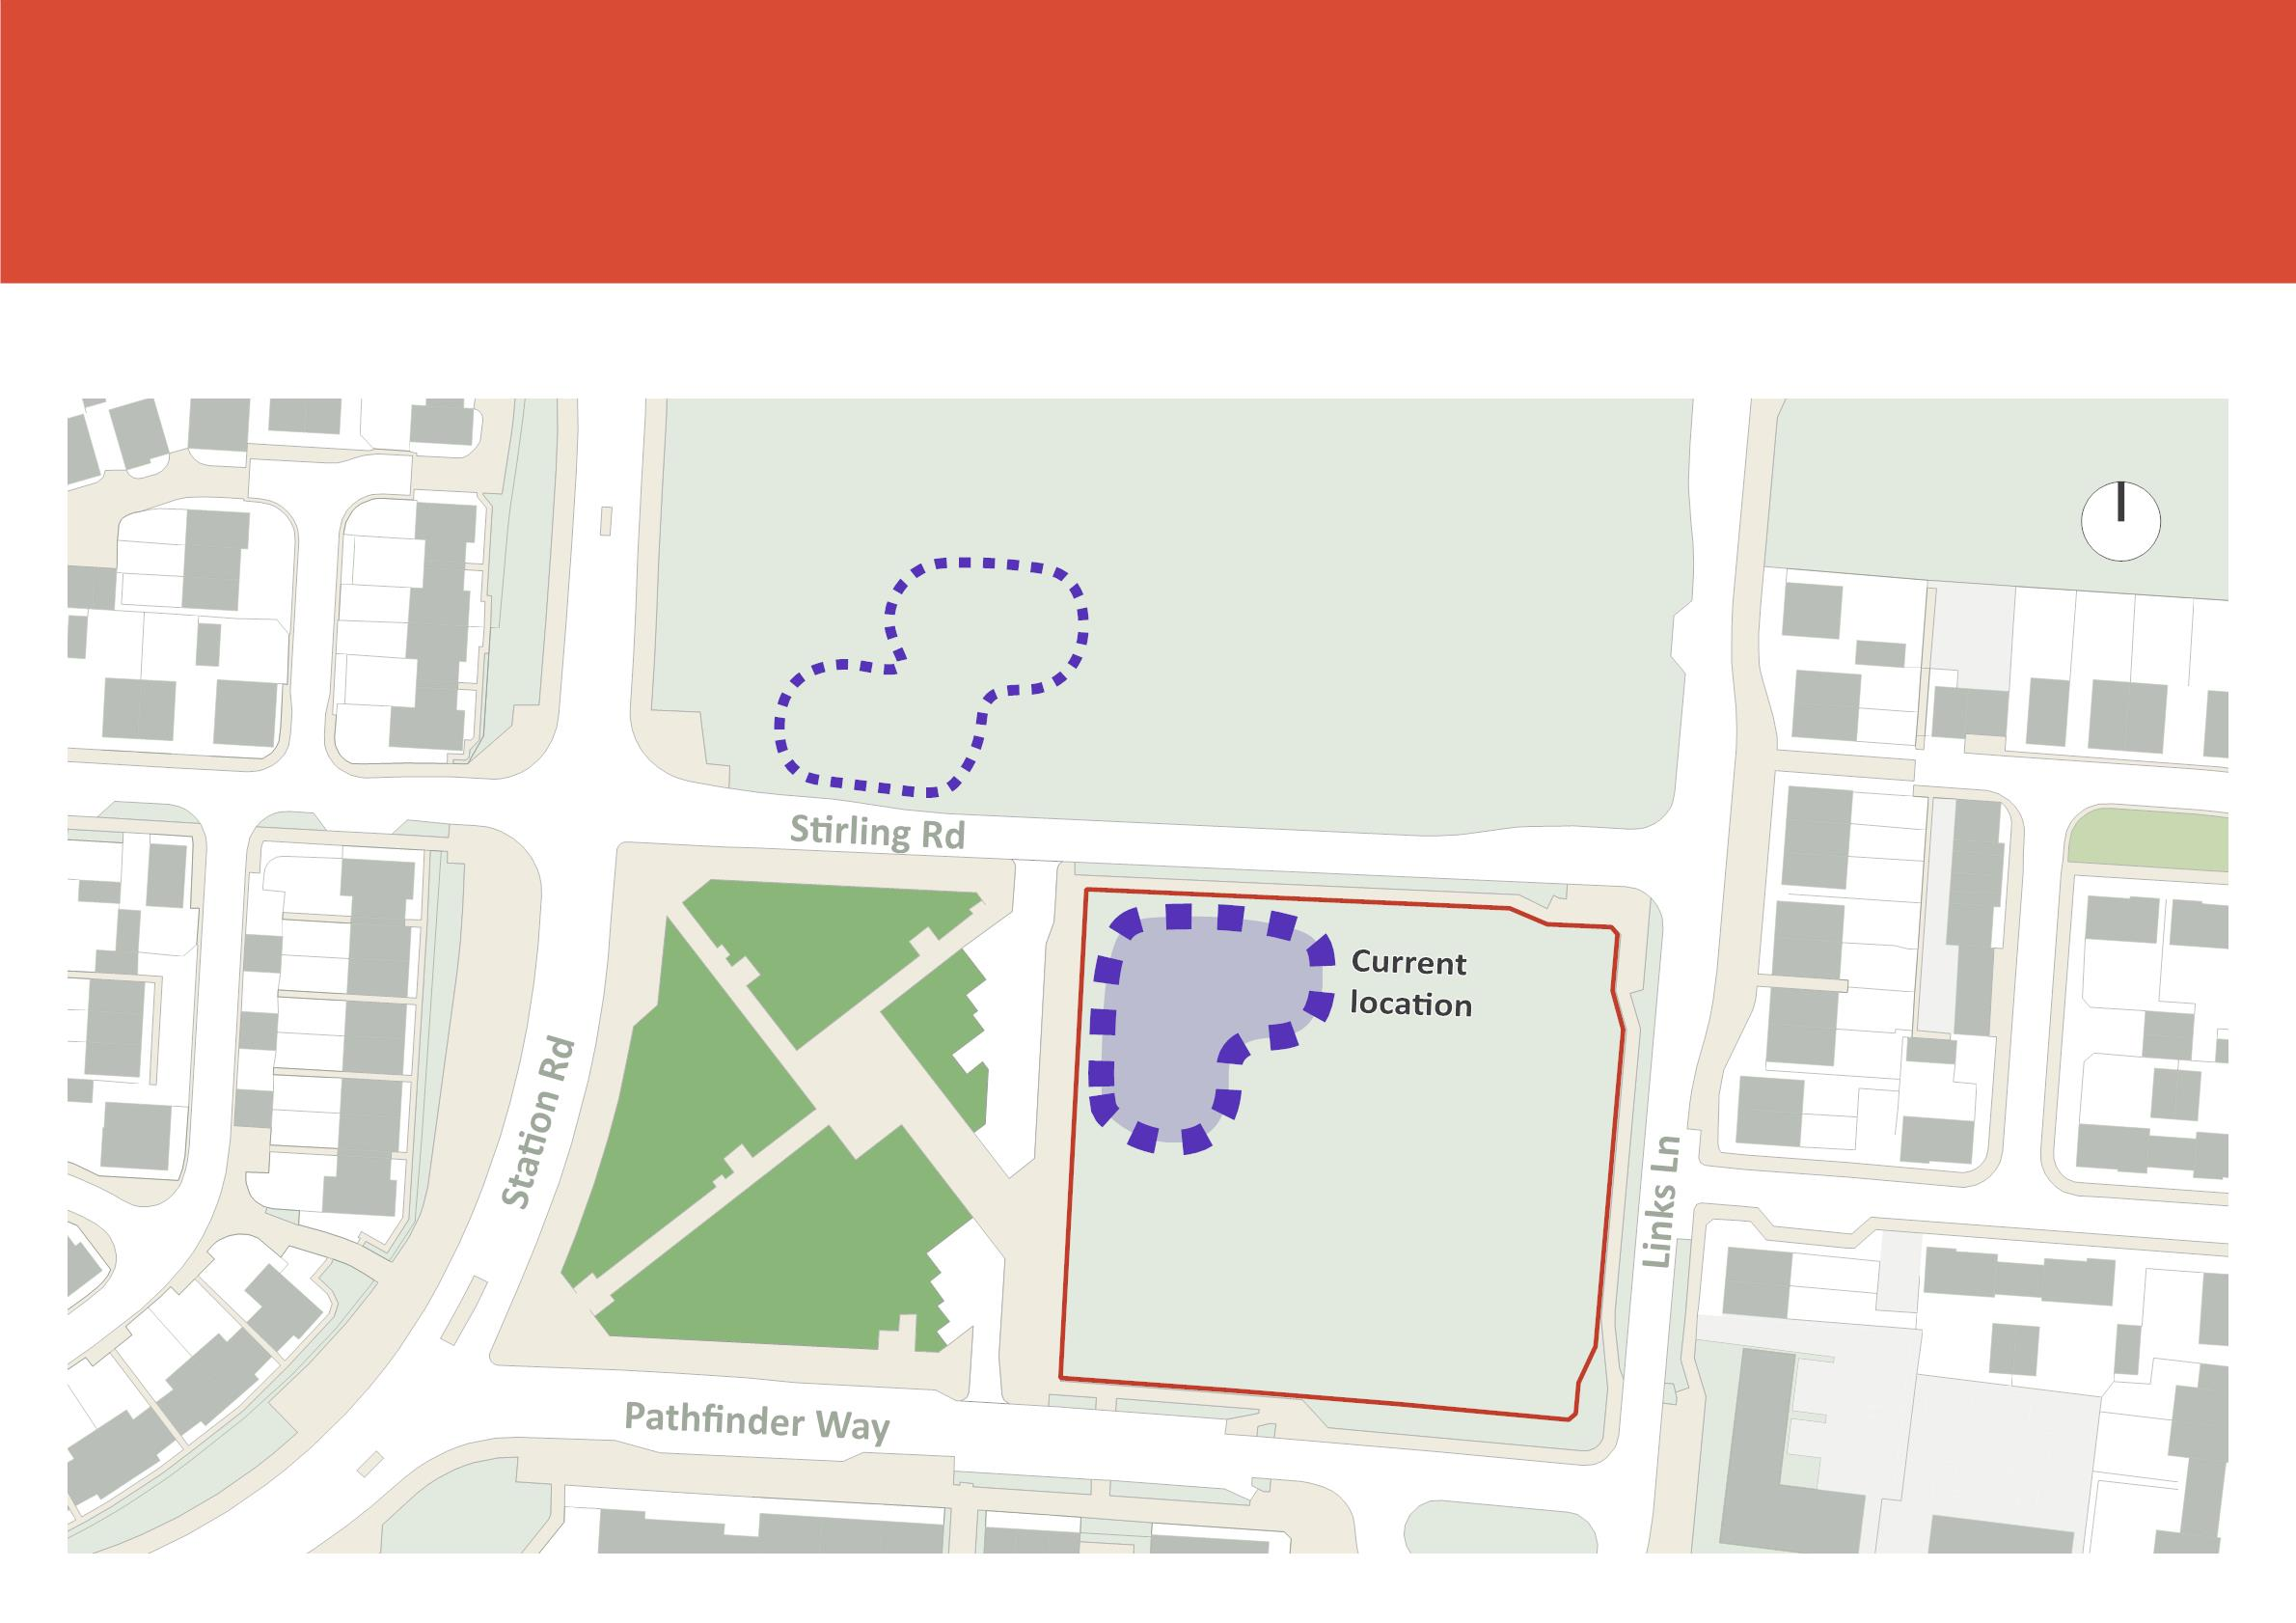 Stirling Rd
Current
location
Station Rd
Links Ln
Pathfinder Way